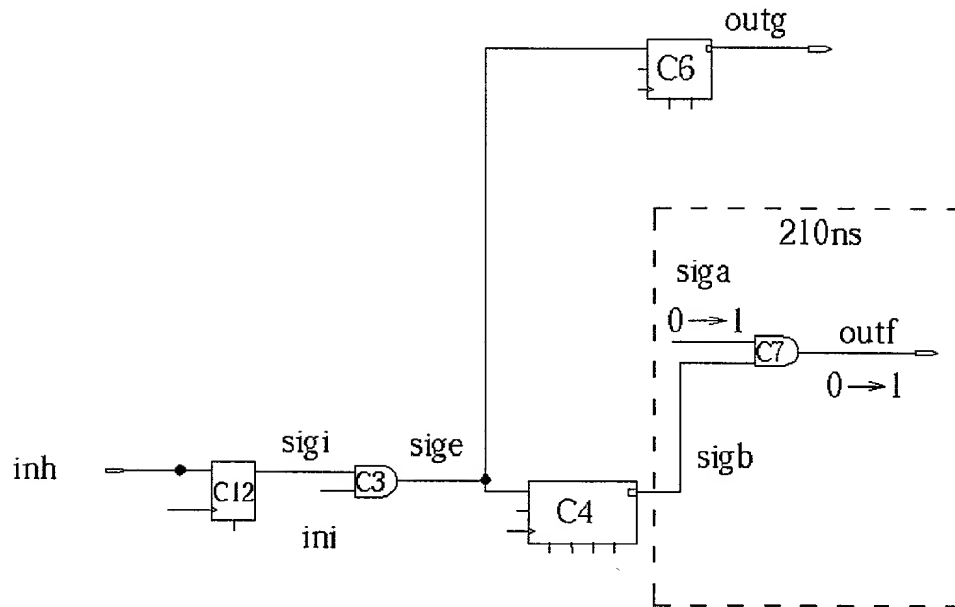 outg
C6
210ns
siga
0→1
C7
outf
0→1
inh
sigi
sige
sigb
C12
C3
C4
ini